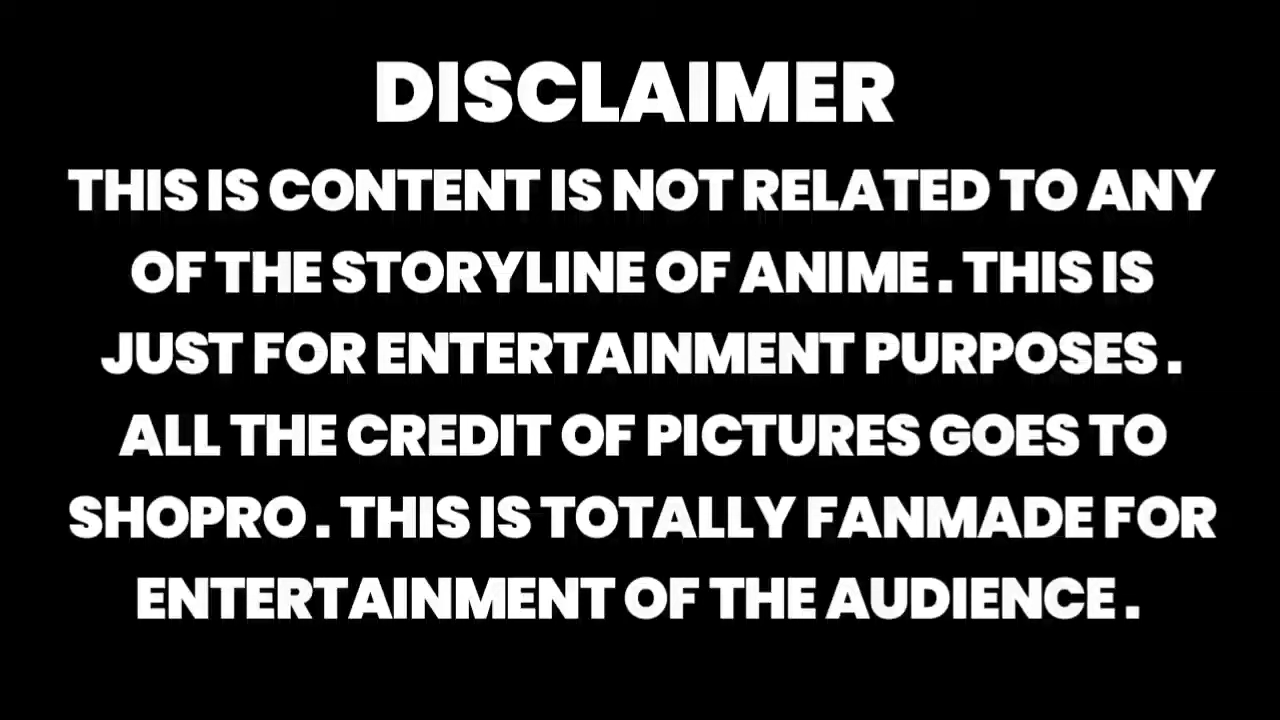 DISCLAIMER
THIS IS CONTENT IS NOT RELATED TO ANY
OF THE STORYLINE OF ANIME . THIS IS
JUST FOR ENTERTAINMENT PURPOSES .
ALL THE CREDIT OF PICTURES GOES TO
SHOPRO . THIS IS TOTALLY FANMADE FOR
ENTERTAINMENT OF THE AUDIENCE .